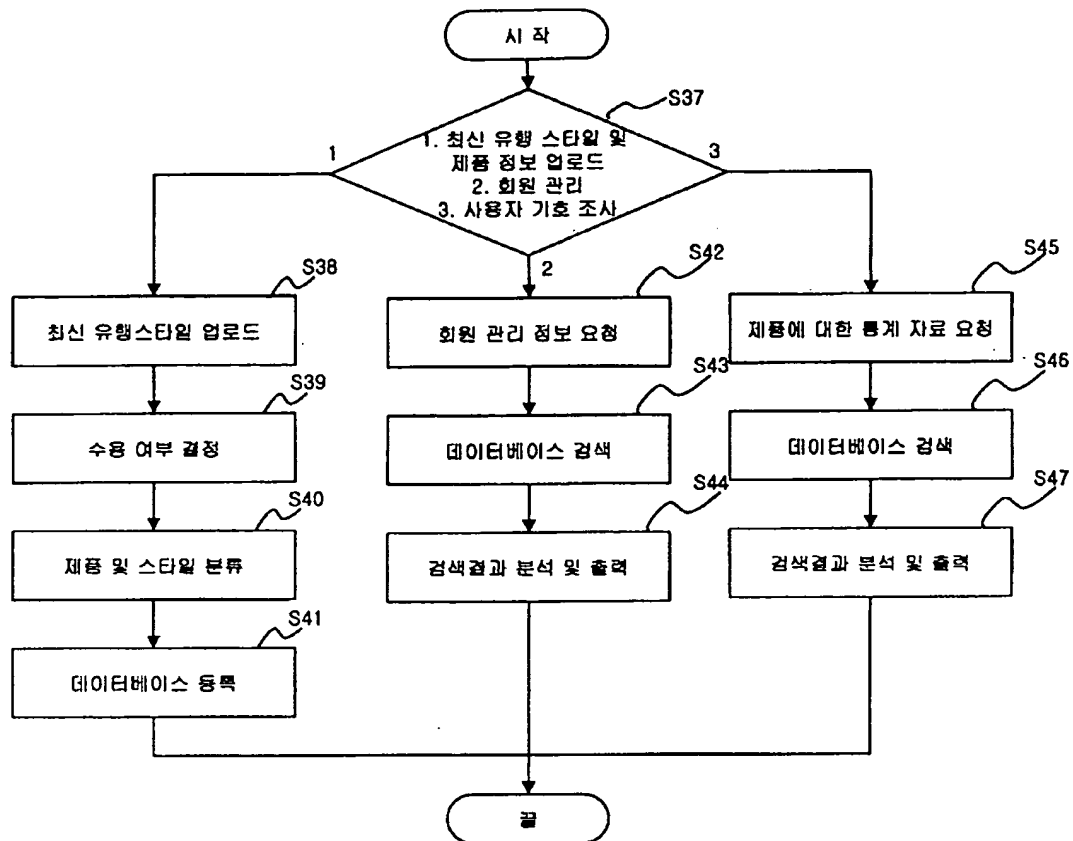 시 작
S37
1. 최신 유행 스타일 및
제품 정보 업로드
2. 회원 관리
3. 사용자 기호 조사
1
3
2
S38
최신 유행스타일 업로드
S39
수용 여부 결정
S40
제품 및 스타일 분류
S41
데이터베이스 등록
S42
회원 관리 정보 요청
S43
데이터베이스 검색
S44
검색결과 분석 및 출력
S45
제품에 대한 통계 자료 요청
S46
데이터베이스 검색
S47
검색결과 분석 및 출력
끝